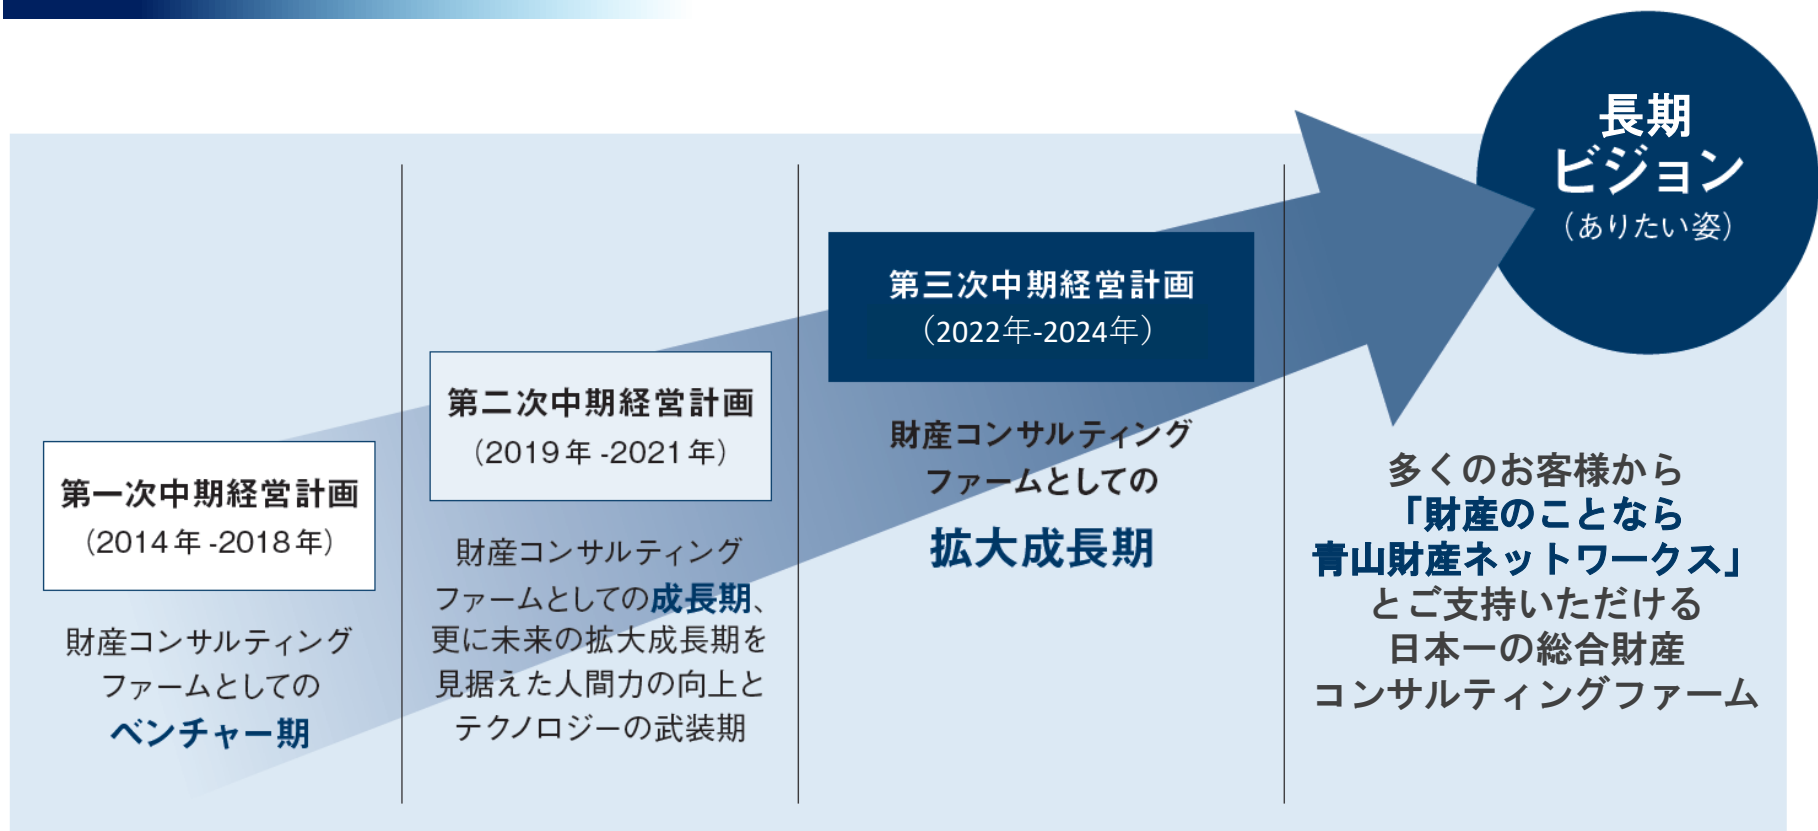 長期
ビジョン
（ありたい姿）
第三次中期経営計画
（2022年-2024年）
財産コンサルティング
ファームとしての
拡大成長期
第二次中期経営計画
（2019年-2021年）
財産コンサルティング
ファームとしての成長期、
更に未来の拡大成長期を
見据えた人間力の向上と
テクノロジーの武装期
第一次中期経営計画
（2014年-2018年）
財産コンサルティング
ファームとしての
ベンチャー期
多くのお客様から
「財産のことなら
青山財産ネットワークス」
とご支持いただける
日本一の総合財産
コンサルティングファーム